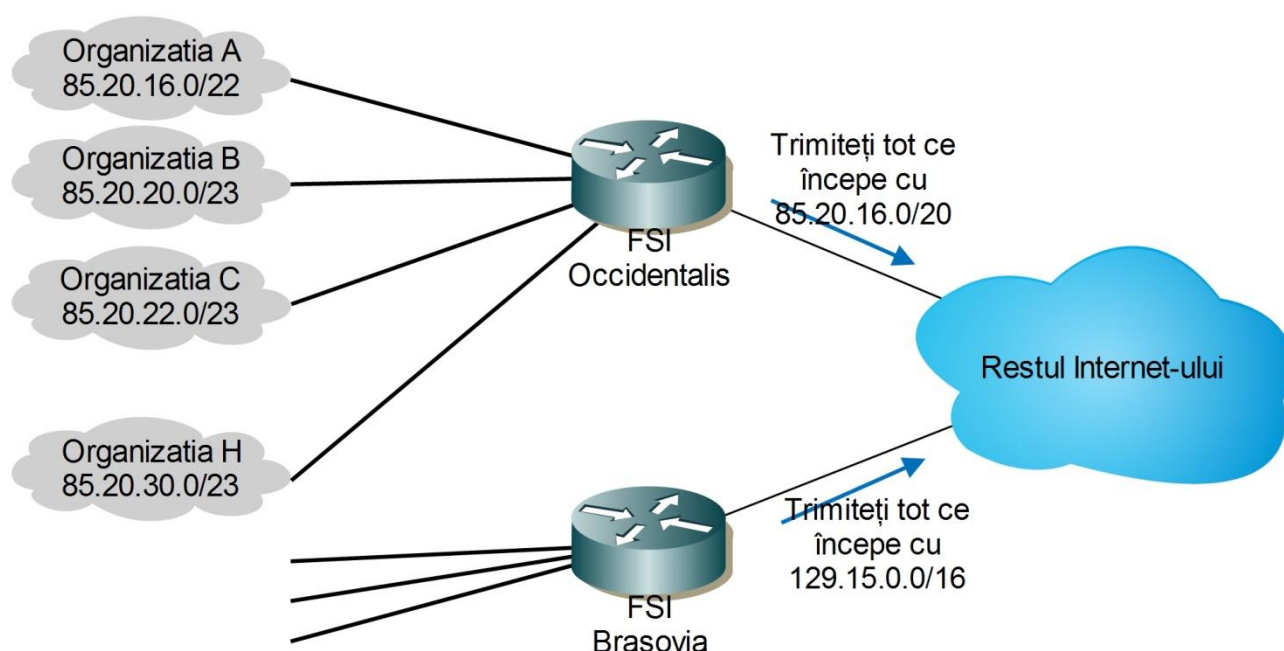 Organizatia A
85.20.16.0/22
Organizatia B
85.20.20.0/23
Organizatia C
85.20.22.0/23
Organizatia H
85.20.30.0/23
FSI
Occidentalis
Trimiteți tot ce
începe cu
85.20.16.0/20
Restul Internet-ului
Trimiteți tot ce
începe cu
129.15.0.0/16
FSI
Brasovia